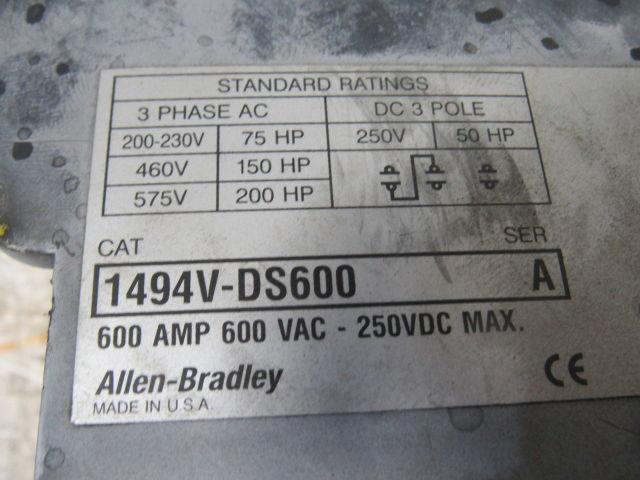 STANDARD RATINGS
3 PHASE AC DC 3 POLE
200-230V 75 HP 250V 50 HP
460V 150 HP
575V 200 HP
CAT SER
1494V-DS600 A
600 AMP 600 VAC - 250VDC MAX.
Allen-Bradley CE
MADE IN U.S.A.